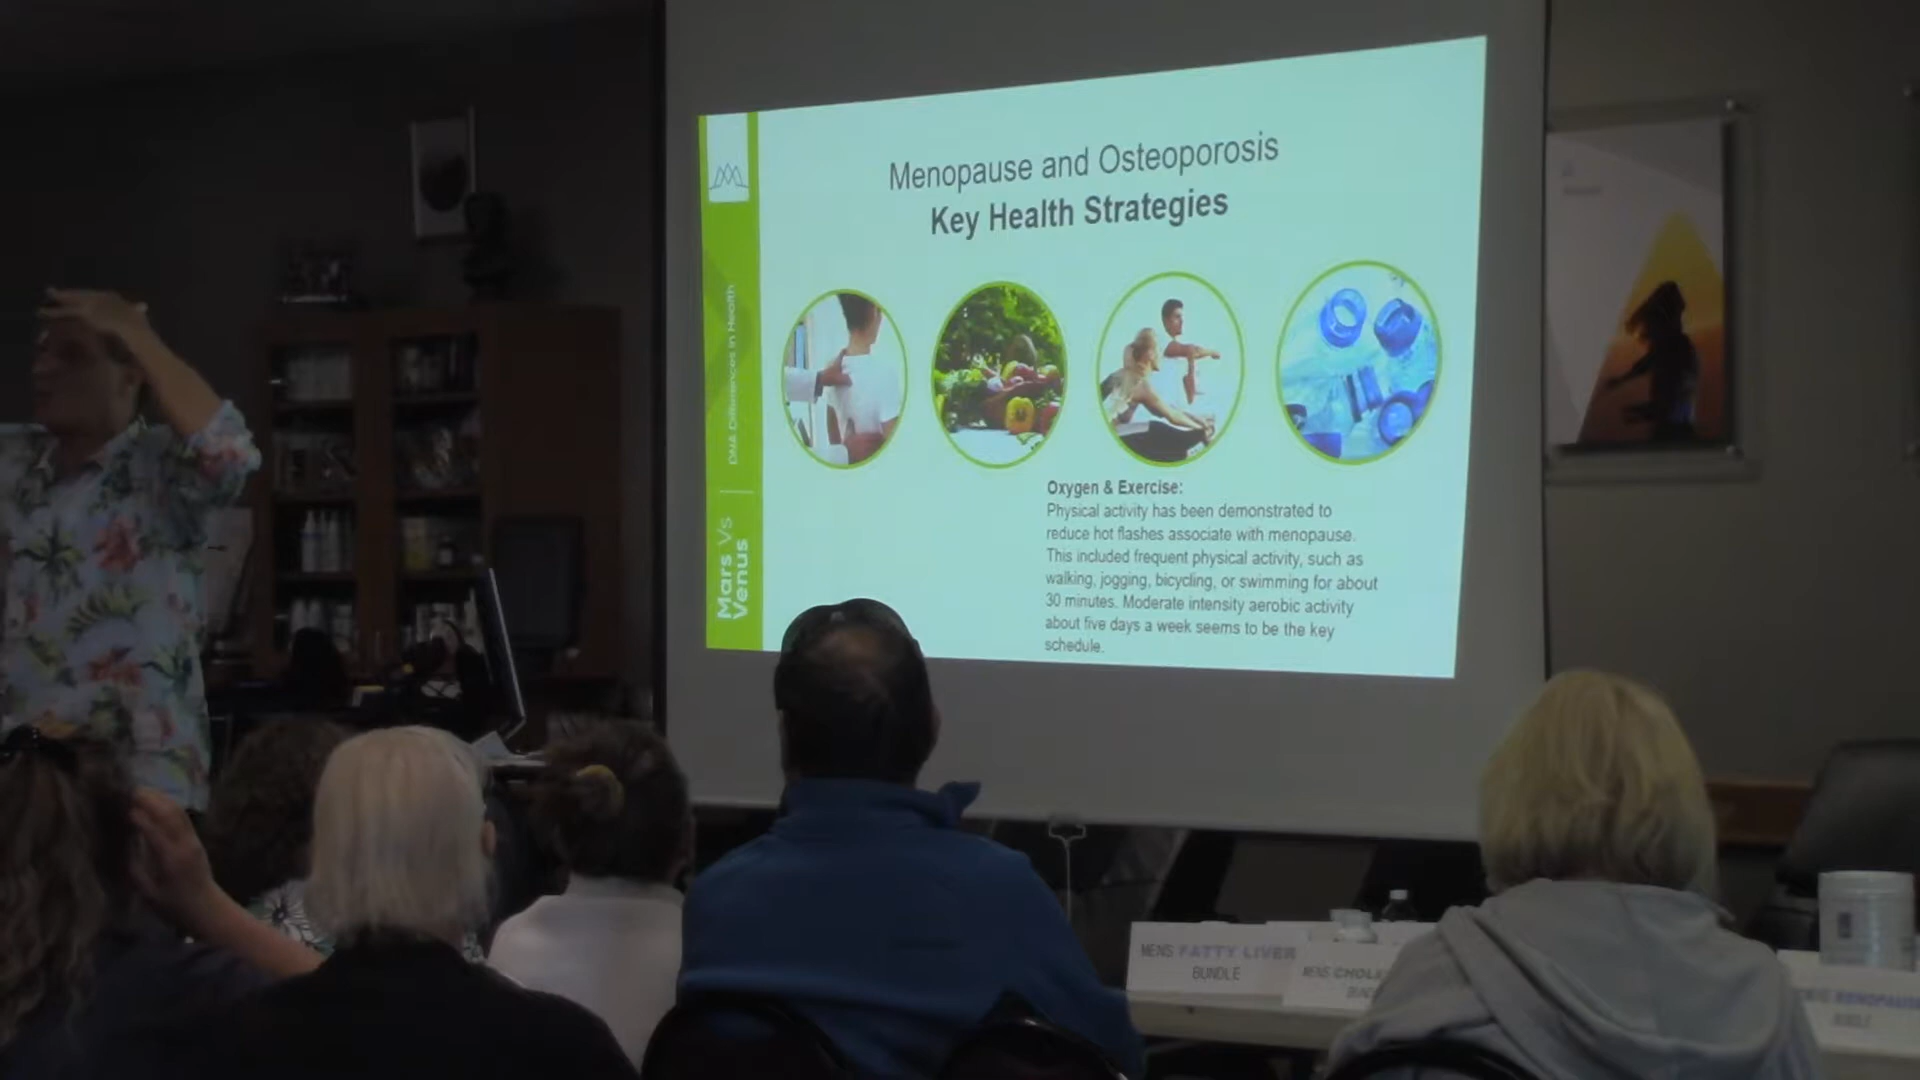 Menopause and Osteoporosis
Key Health Strategies
DNA Differences in Health
Mars Vs
Venus
Oxygen & Exercise:
Physical activity has been demonstrated to
reduce hot flashes associate with menopause.
This included frequent physical activity, such as
walking, jogging, bicycling, or swimming for about
30 minutes. Moderate intensity aerobic activity
about five days a week seems to be the key
schedule.
MENS FATTY LIVER
BUNDLE
MENS